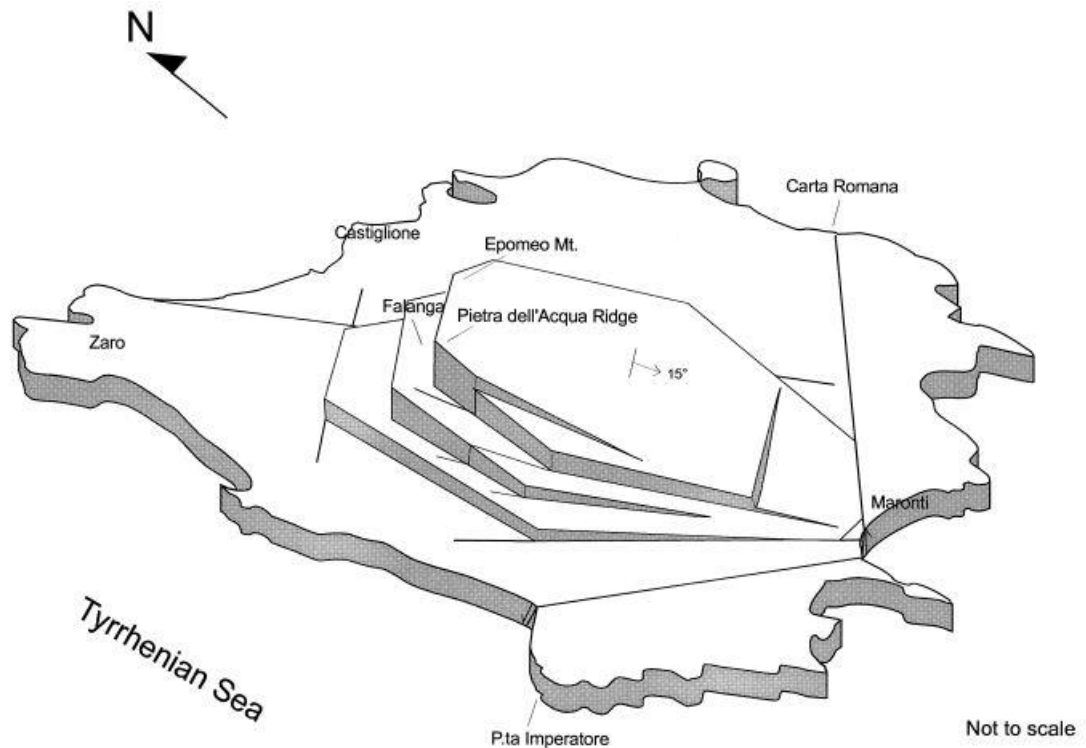 N
Carta Romana
Castiglione
Epomeo Mt.
Falanga
Pietra dell'Acqua Ridge
Zaro
15°
Maronti
Tyrrhenian Sea
P.ta Imperatore
Not to scale